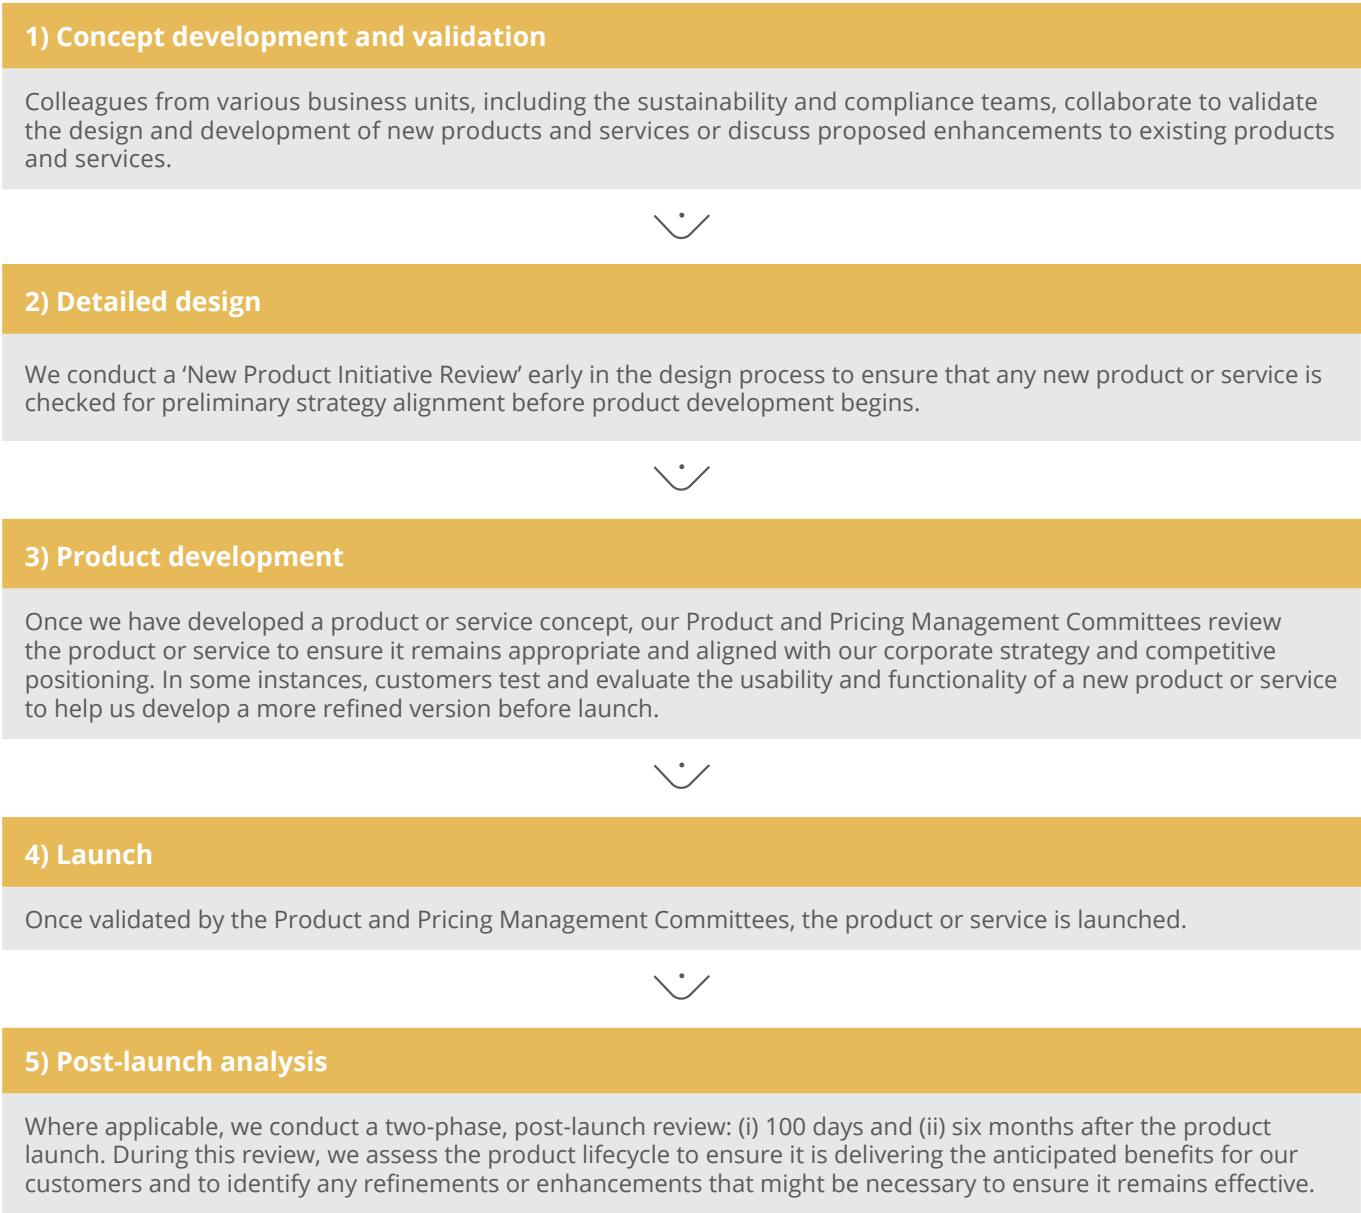 1) Concept development and validation
Colleagues from various business units, including the sustainability and compliance teams, collaborate to validate
the design and development of new products and services or discuss proposed enhancements to existing products
and services.
2) Detailed design
We conduct a ‘New Product Initiative Review’ early in the design process to ensure that any new product or service is
checked for preliminary strategy alignment before product development begins.
3) Product development
Once we have developed a product or service concept, our Product and Pricing Management Committees review
the product or service to ensure it remains appropriate and aligned with our corporate strategy and competitive
positioning. In some instances, customers test and evaluate the usability and functionality of a new product or service
to help us develop a more refined version before launch.
4) Launch
Once validated by the Product and Pricing Management Committees, the product or service is launched.
5) Post-launch analysis
Where applicable, we conduct a two-phase, post-launch review: (i) 100 days and (ii) six months after the product
launch. During this review, we assess the product lifecycle to ensure it is delivering the anticipated benefits for our
customers and to identify any refinements or enhancements that might be necessary to ensure it remains effective.